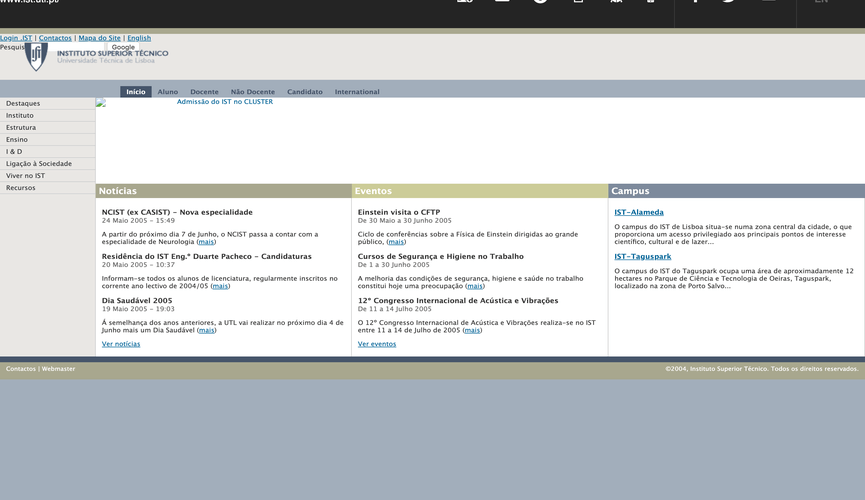 www.ist.utl.pt/
EN
Login .IST | Contactos | Mapa do Site | English
Google
INSTITUTO SUPERIOR TÉCNICO
Universidade Técnica de Lisboa
Início Aluno Docente Não Docente Candidato International
Destaques
Instituto
Estrutura
Ensino
I & D
Ligação à Sociedade
Viver no IST
Recursos
Admissão do IST no CLUSTER
Notícias
NCIST (ex CASIST) - Nova especialidade
24 Maio 2005 - 15:49
A partir do próximo dia 7 de Junho, o NCIST passa a contar com a
especialidade de Neurologia (mais)
Residência do IST Eng.º Duarte Pacheco - Candidaturas
20 Maio 2005 - 10:37
Informam-se todos os alunos de licenciatura, regularmente inscritos no
corrente ano lectivo de 2004/05 (mais)
Dia Saudável 2005
19 Maio 2005 - 19:03
Á semelhança dos anos anteriores, a UTL vai realizar no próximo dia 4 de
Junho mais um Dia Saudável (mais)
Ver notícias
Eventos
Einstein visita o CFTP
De 30 Maio a 30 Junho 2005
Ciclo de conferências sobre a Física de Einstein dirigidas ao grande
público, (mais)
Cursos de Segurança e Higiene no Trabalho
De 1 a 30 Junho 2005
A melhoria das condições de segurança, higiene e saúde no trabalho
constitui hoje uma preocupação (mais)
12º Congresso Internacional de Acústica e Vibrações
De 11 a 14 Julho 2005
O 12º Congresso Internacional de Acústica e Vibrações realiza-se no IST
entre 11 a 14 de Julho de 2005 (mais)
Ver eventos
Campus
IST-Alameda
O campus do IST de Lisboa situa-se numa zona central da cidade, o que
proporciona um acesso privilegiado aos principais pontos de interesse
científico, cultural e de lazer...
IST-Taguspark
O campus do IST do Taguspark ocupa uma área de aproximadamente 12
hectares no Parque de Ciência e Tecnologia de Oeiras, Taguspark,
localizado na zona de Porto Salvo...
Contactos | Webmaster
©2004, Instituto Superior Técnico. Todos os direitos reservados.